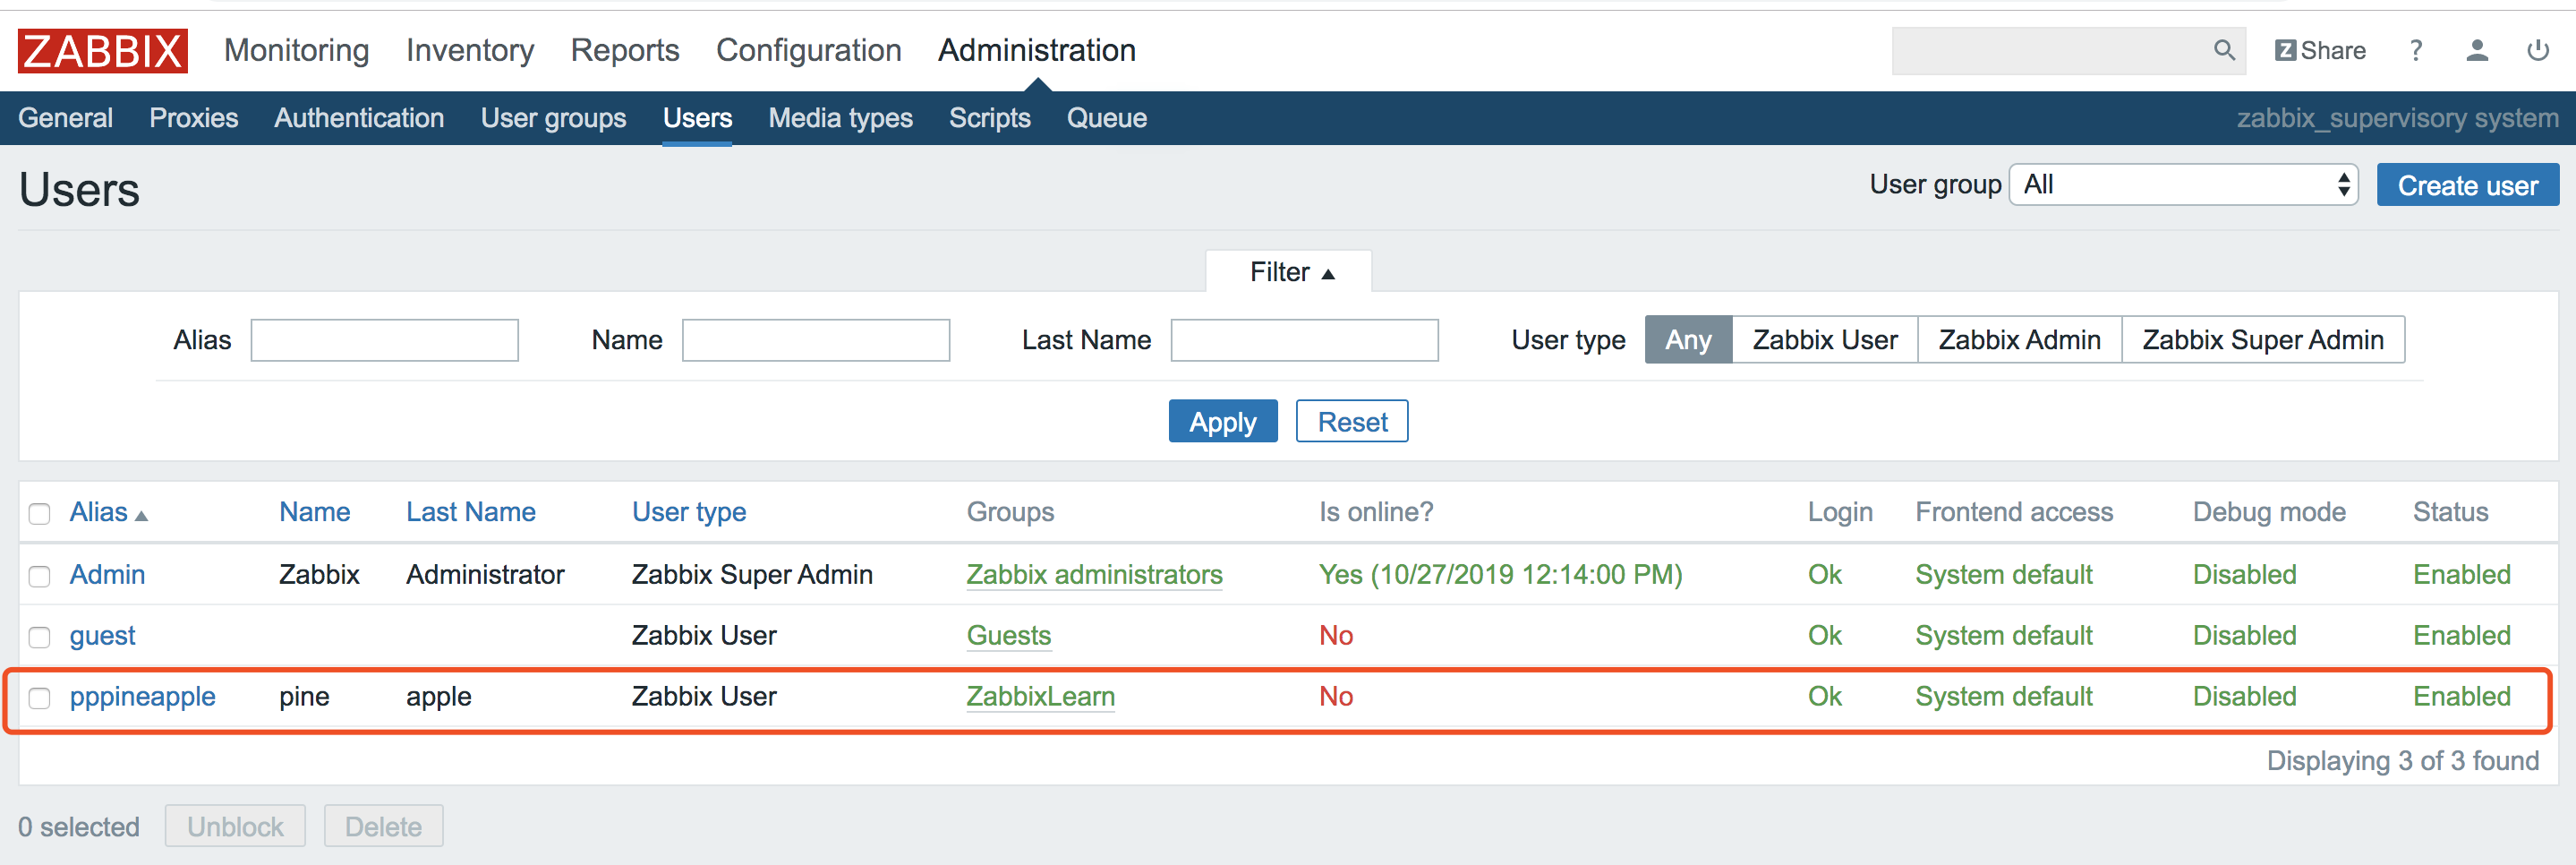 ZABBIX Monitoring Inventory Reports Configuration Administration Z Share ?
General Proxies Authentication User groups Users Media types Scripts Queue zabbix_supervisory system
Users User group All Create user
Filter ▲
Alias Name Last Name User type Any Zabbix User Zabbix Admin Zabbix Super Admin
Apply Reset
Alias ▲ Name Last Name User type Groups Is online? Login Frontend access Debug mode Status
Admin Zabbix Administrator Zabbix Super Admin Zabbix administrators Yes (10/27/2019 12:14:00 PM) Ok System default Disabled Enabled
guest Zabbix User Guests No Ok System default Disabled Enabled
pppineapple pine apple Zabbix User ZabbixLearn No Ok System default Disabled Enabled
Displaying 3 of 3 found
0 selected Unblock Delete